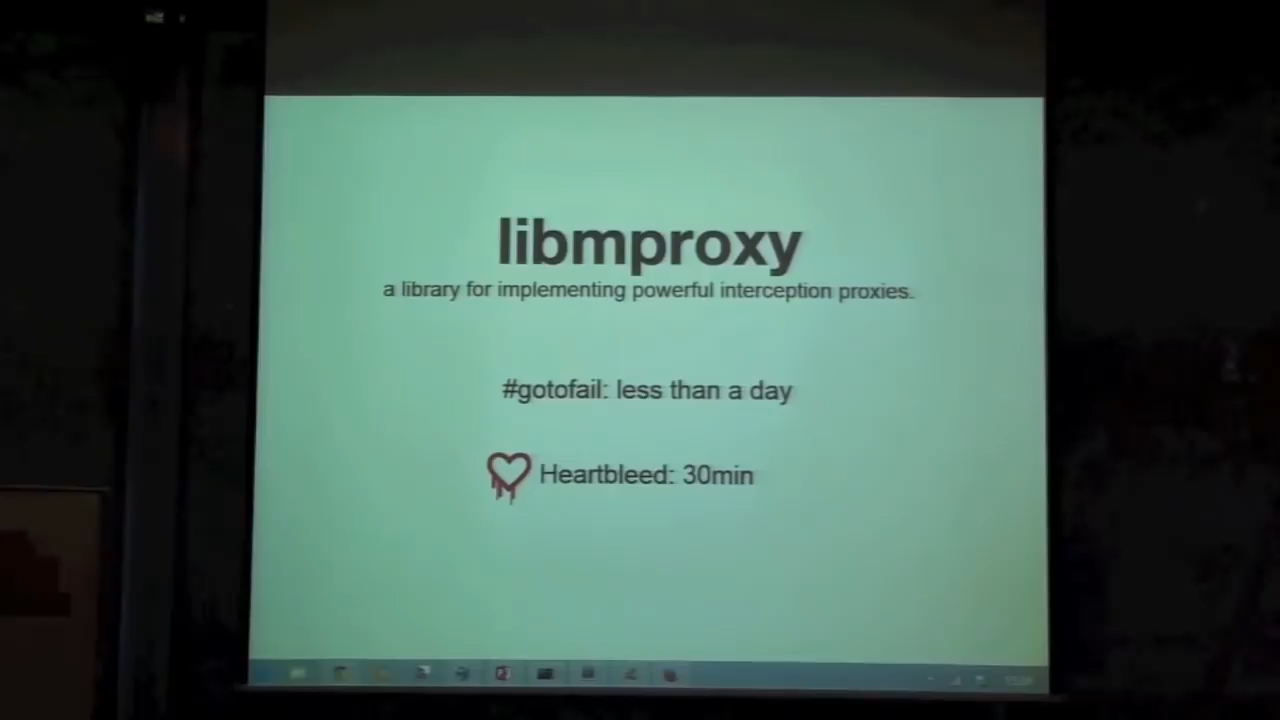 libmproxy
a library for implementing powerful interception proxies.
#gotofail: less than a day
Heartbleed: 30min